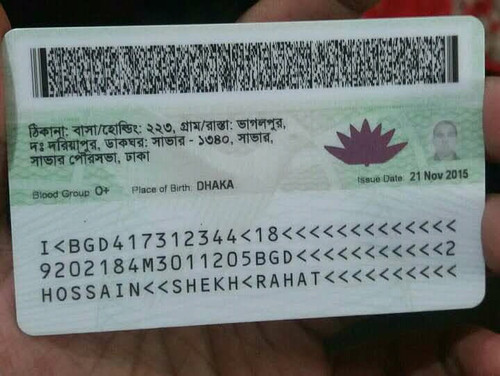 ঠিকানা: বাসা/হোল্ডিং: ২২৩, গ্রাম/রাস্তা: ভাগলপুর,
দঃ দরিয়াপুর, ডাকঘর: সাভার - ১৩৪০, সাভার,
সাভার পৌরসভা, ঢাকা
Blood Group O+ Place of Birth: DHAKA Issue Date 21 Nov 2015
I<BGD417312344<18<<<<<<<<<<<<<
9202184M3011205BGD<<<<<<<<<<<2
HOSSAIN<<SHEKH<RAHAT<<<<<<<<<<